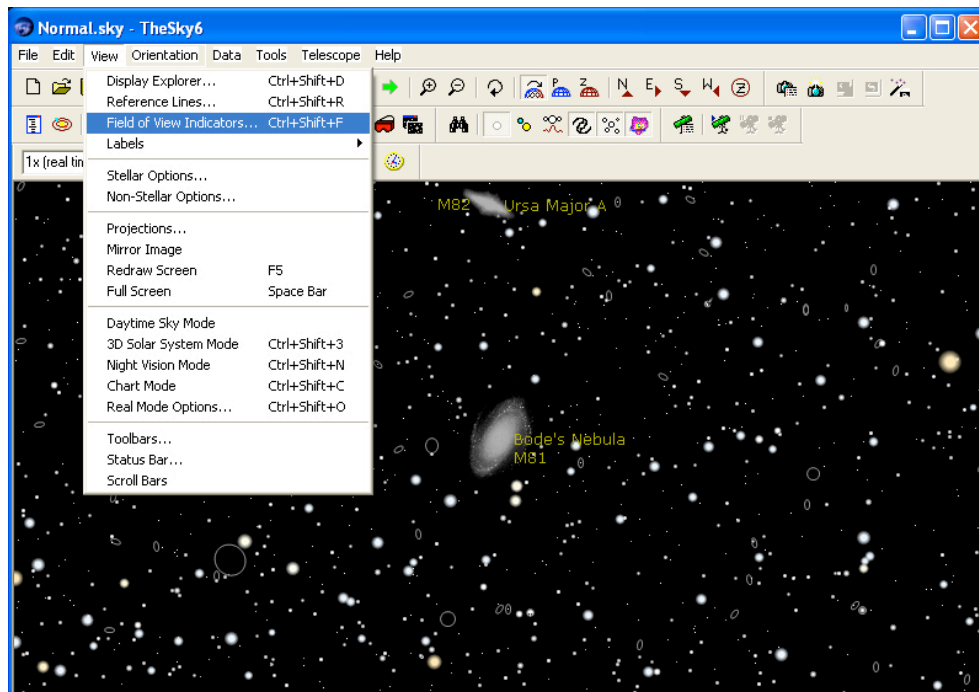 Normal.sky - TheSky6
File Edit View Orientation Data Tools Telescope Help
Display Explorer... Ctrl+Shift+D
Reference Lines... Ctrl+Shift+R
Field of View Indicators... Ctrl+Shift+F
Labels
Stellar Options...
Non-Stellar Options...
Projections...
Mirror Image
Redraw Screen F5
Full Screen Space Bar
Daytime Sky Mode
3D Solar System Mode Ctrl+Shift+3
Night Vision Mode Ctrl+Shift+N
Chart Mode Ctrl+Shift+C
Real Mode Options... Ctrl+Shift+O
Toolbars...
Status Bar...
Scroll Bars
P Z N E S W Z
1x (real tin
M82 Ursa Major A
Bode's Nebula
M81